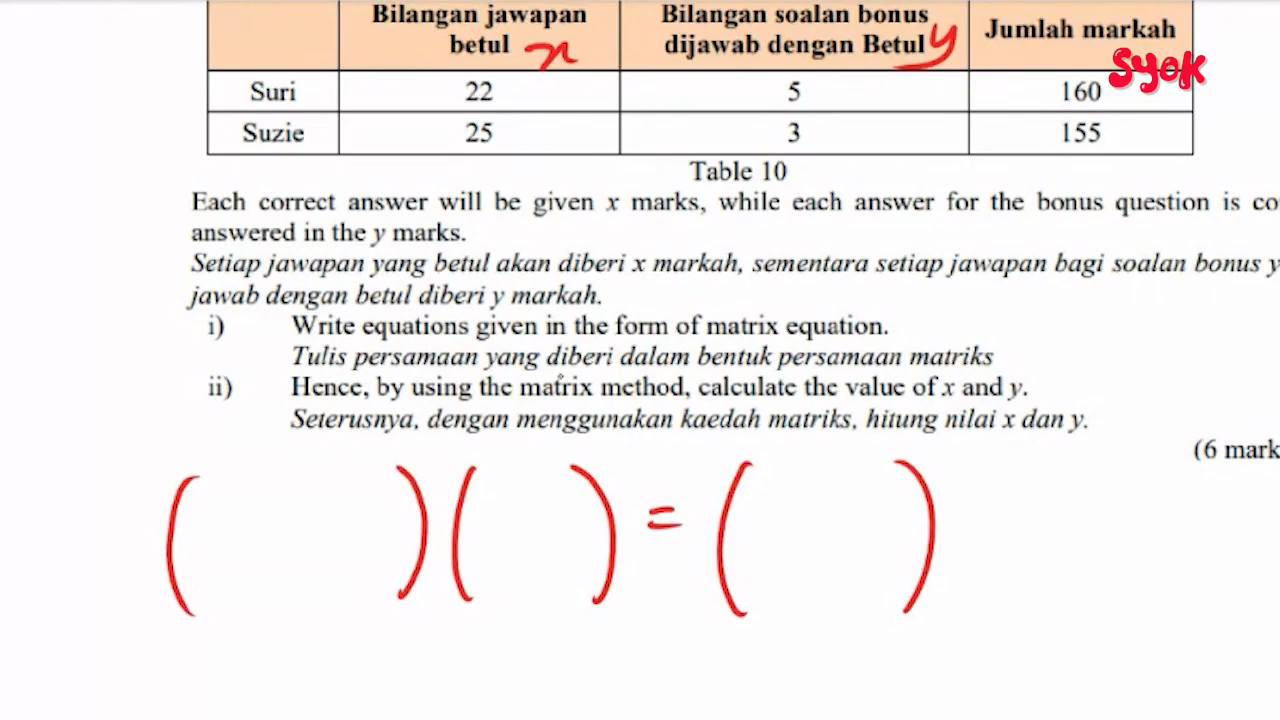 Bilangan jawapan betul x
Bilangan soalan bonus dijawab dengan Betul y
Jumlah markah
syok
Suri 22 5 160
Suzie 25 3 155
Table 10
Each correct answer will be given x marks, while each answer for the bonus question is co
answered in the y marks.
Setiap jawapan yang betul akan diberi x markah, sementara setiap jawapan bagi soalan bonus y
jawab dengan betul diberi y markah.
i) Write equations given in the form of matrix equation.
Tulis persamaan yang diberi dalam bentuk persamaan matriks
ii) Hence, by using the matrix method, calculate the value of x and y.
Seterusnya, dengan menggunakan kaedah matriks, hitung nilai x dan y.
(6 mark
( ) ( ) = ( )